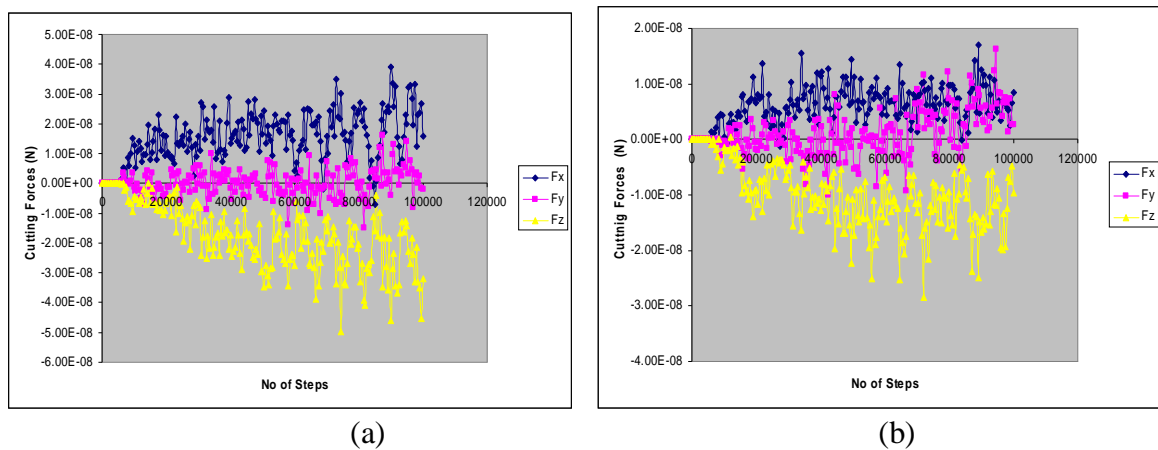 Cutting Forces (N)
5.00E-08
4.00E-08
3.00E-08
2.00E-08
1.00E-08
0.00E+00
-1.00E-08
-2.00E-08
-3.00E-08
-4.00E-08
-5.00E-08
-6.00E-08
0 20000 40000 60000 80000 100000 120000
No of Steps
Fx
Fy
Fz
(a)
Cuttnig Forces (N)
2.00E-08
1.00E-08
0.00E+00
-1.00E-08
-2.00E-08
-3.00E-08
-4.00E-08
0 20000 40000 60000 80000 100000 120000
No of Steps
Fx
Fy
Fz
(b)